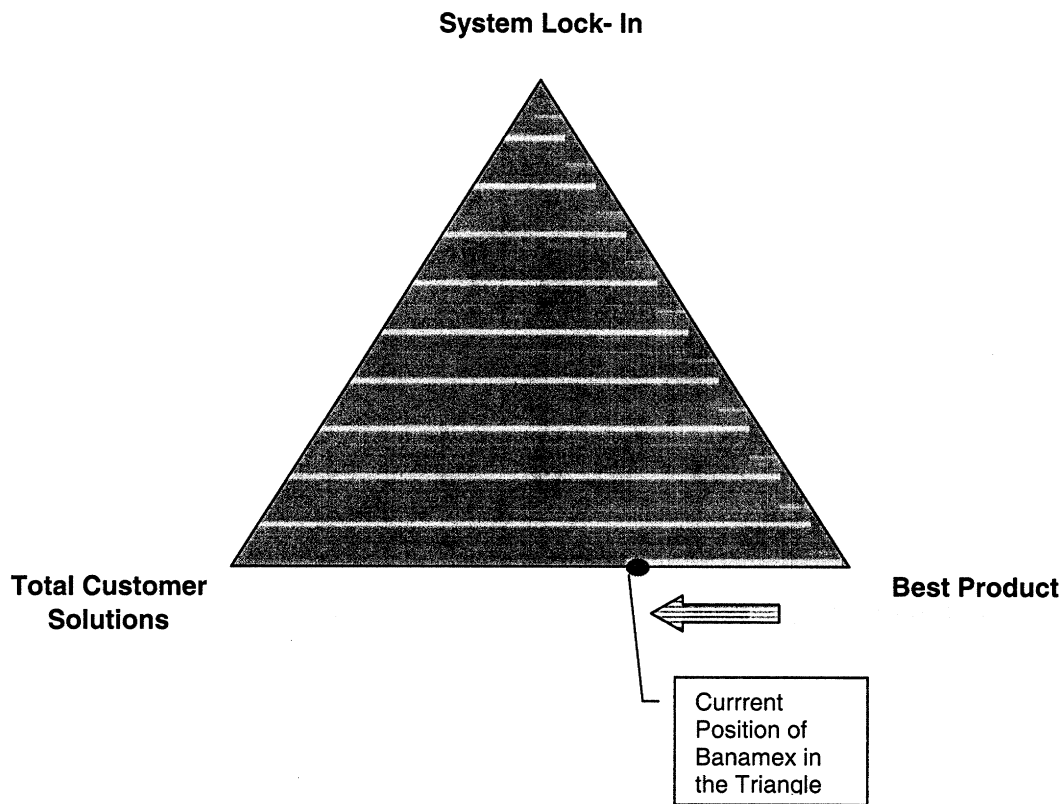 System Lock- In
Total Customer
Solutions
Best Product
Currrent
Position of
Banamex in
the Triangle